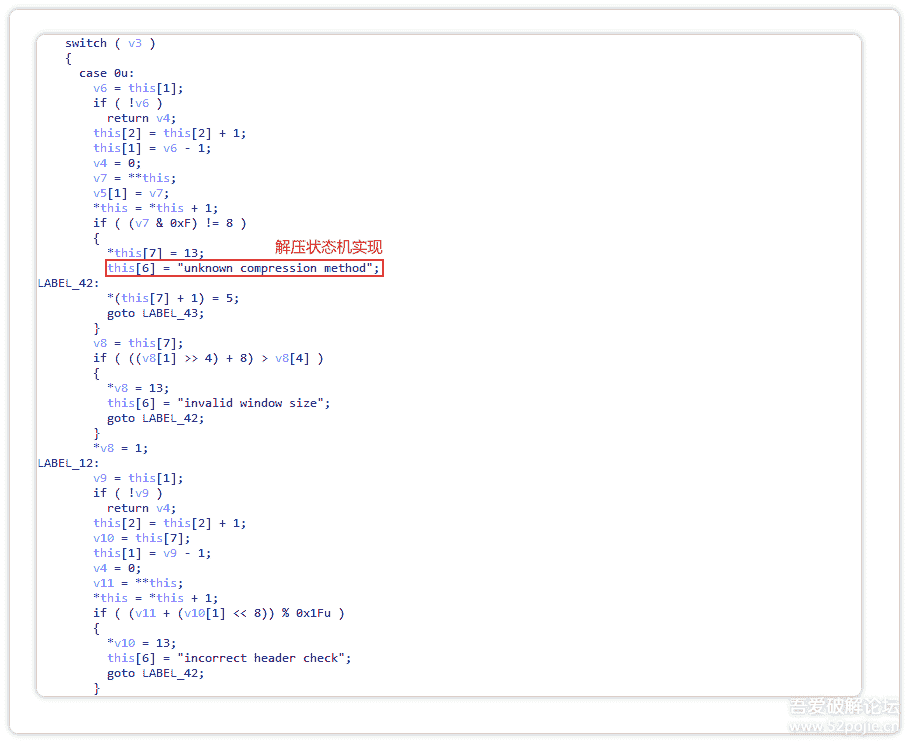 switch ( v3 )
{
case 0u:
v6 = this[1];
if ( !v6 )
return v4;
this[2] = this[2] + 1;
this[1] = v6 - 1;
v4 = 0;
v7 = **this;
v5[1] = v7;
*this = *this + 1;
if ( (v7 & 0xF) != 8 )
{
解压状态机实现
*this[7] = 13;
this[6] = "unknown compression method";
LABEL_42:
*(this[7] + 1) = 5;
goto LABEL_43;
}
v8 = this[7];
if ( ((v8[1] >> 4) + 8) > v8[4] )
{
*v8 = 13;
this[6] = "invalid window size";
goto LABEL_42;
}
*v8 = 1;
LABEL_12:
v9 = this[1];
if ( !v9 )
return v4;
this[2] = this[2] + 1;
v10 = this[7];
this[1] = v9 - 1;
v4 = 0;
v11 = **this;
*this = *this + 1;
if ( (v11 + (v10[1] << 8)) % 0x1Fu )
{
*v10 = 13;
this[6] = "incorrect header check";
goto LABEL_42;
}
吾爱破解论坛
www.52pojie.cn